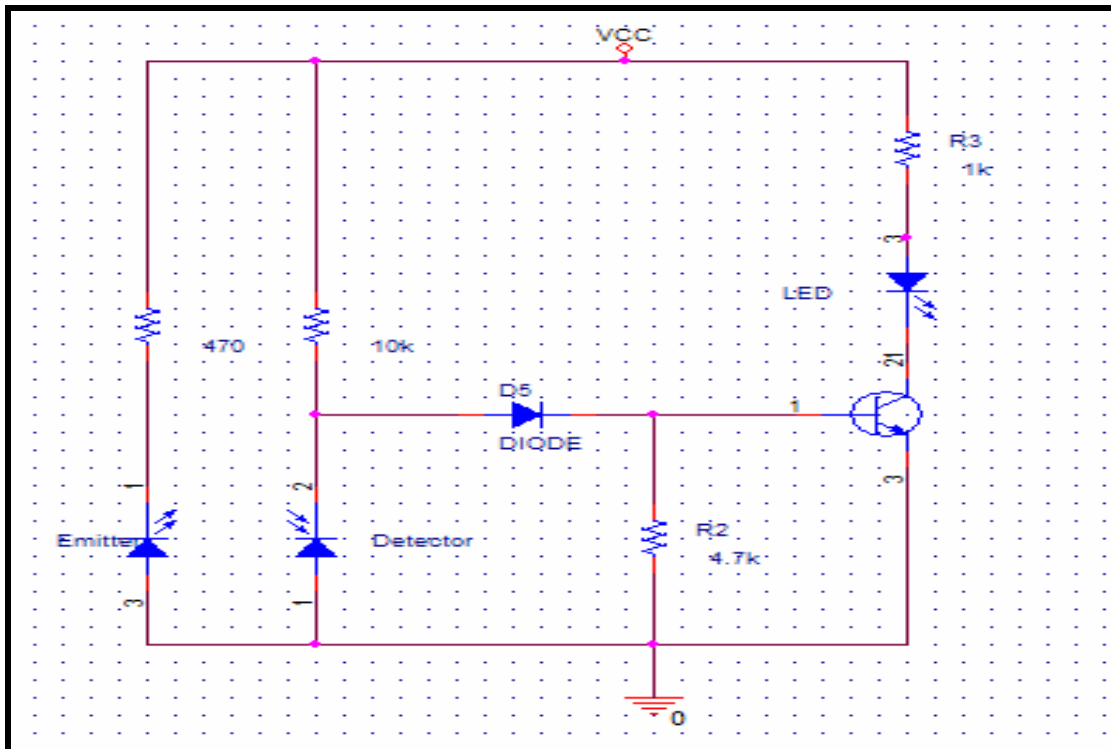 VCC
R3
1k
3
LED
470
10k
21
D5
1
DIODE
1
2
3
Emitter
Detector
R2
4.7k
3
1
0